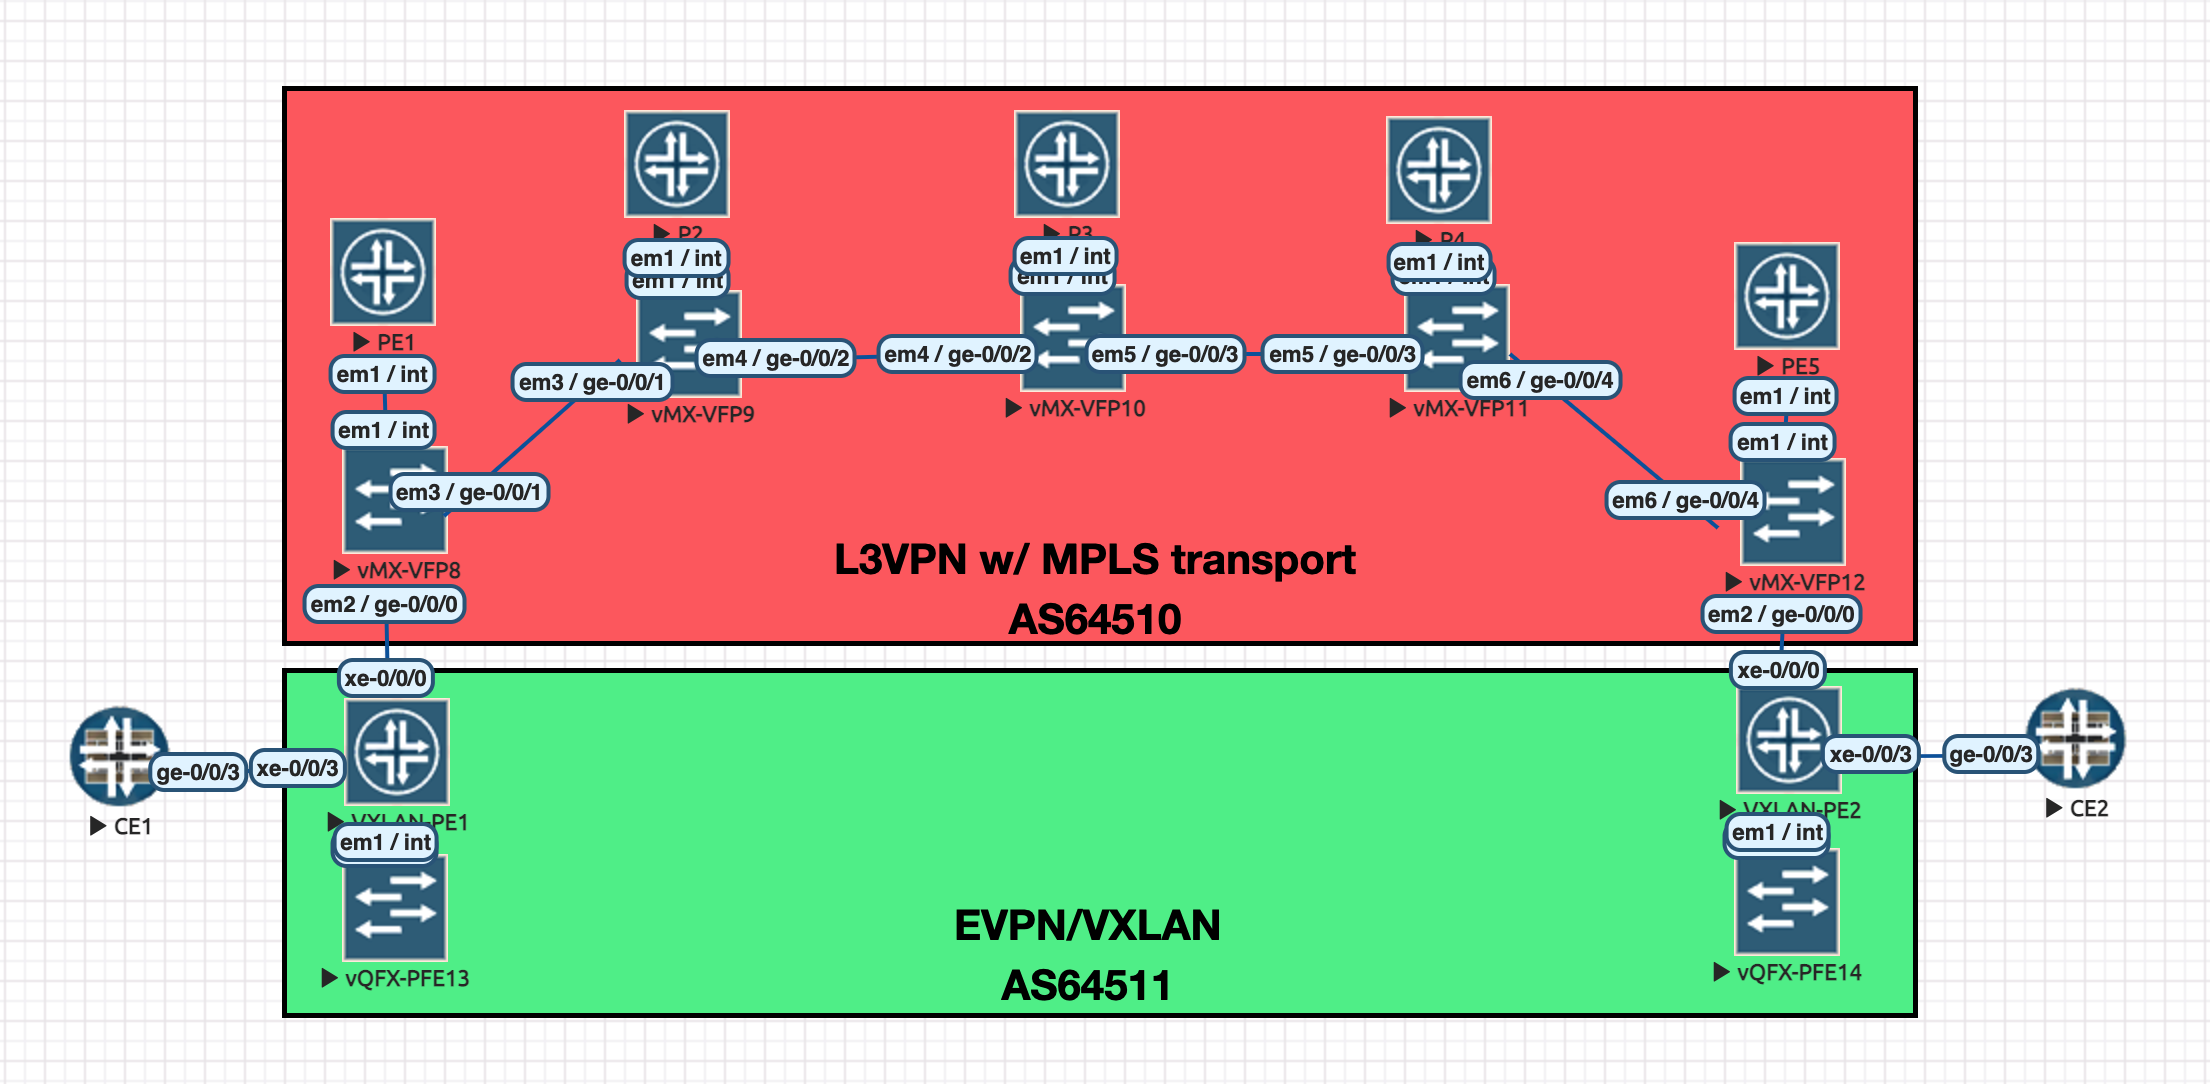 P2
P3
P4
em1 / int
em1 / int
em1 / int
em1 / int
em1 / int
em1 / int
PE1
PE5
em1 / int
em1 / int
em1 / int
em1 / int
em3 / ge-0/0/1
em4 / ge-0/0/2
em4 / ge-0/0/2
em5 / ge-0/0/3
em5 / ge-0/0/3
em6 / ge-0/0/4
vMX-VFP9
vMX-VFP10
vMX-VFP11
em3 / ge-0/0/1
em6 / ge-0/0/4
vMX-VFP8
vMX-VFP12
L3VPN w/ MPLS transport
AS64510
em2 / ge-0/0/0
em2 / ge-0/0/0
xe-0/0/0
xe-0/0/0
ge-0/0/3
xe-0/0/3
xe-0/0/3
ge-0/0/3
CE1
VXLAN-PE1
VXLAN-PE2
CE2
em1 / int
em1 / int
EVPN/VXLAN
AS64511
vQFX-PFE13
vQFX-PFE14